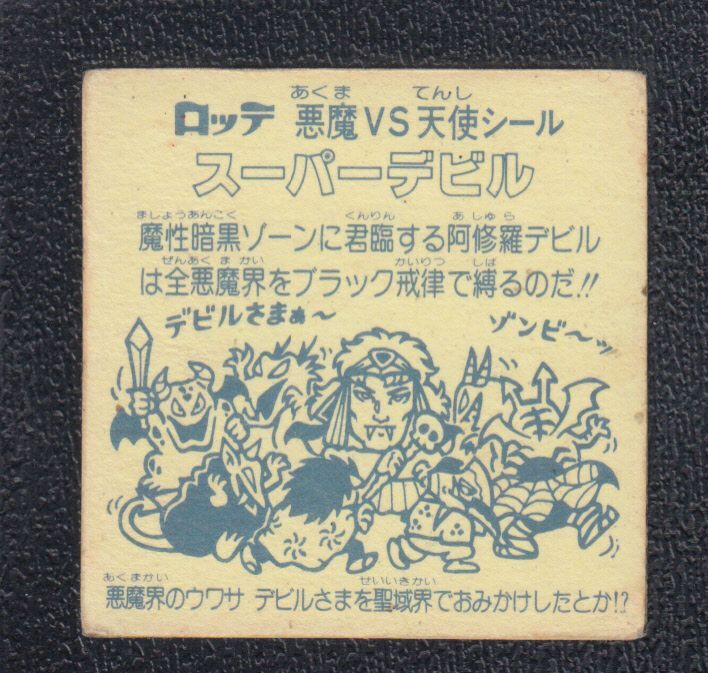 あくま てんし
ロッテ 悪魔VS天使シール
スーパーデビル
ましょうあんこく くんりん あしゅら
魔性暗黒ゾーンに君臨する阿修羅デビル
ぜんあくまかい かいりつ しば
は全悪魔界をブラック戒律で縛るのだ!!
デビルさまぁ〜
ゾンビ〜ッ
あくまかい せいいきかい
悪魔界のウワサ デビルさまを聖域界でおみかけしたとか!?